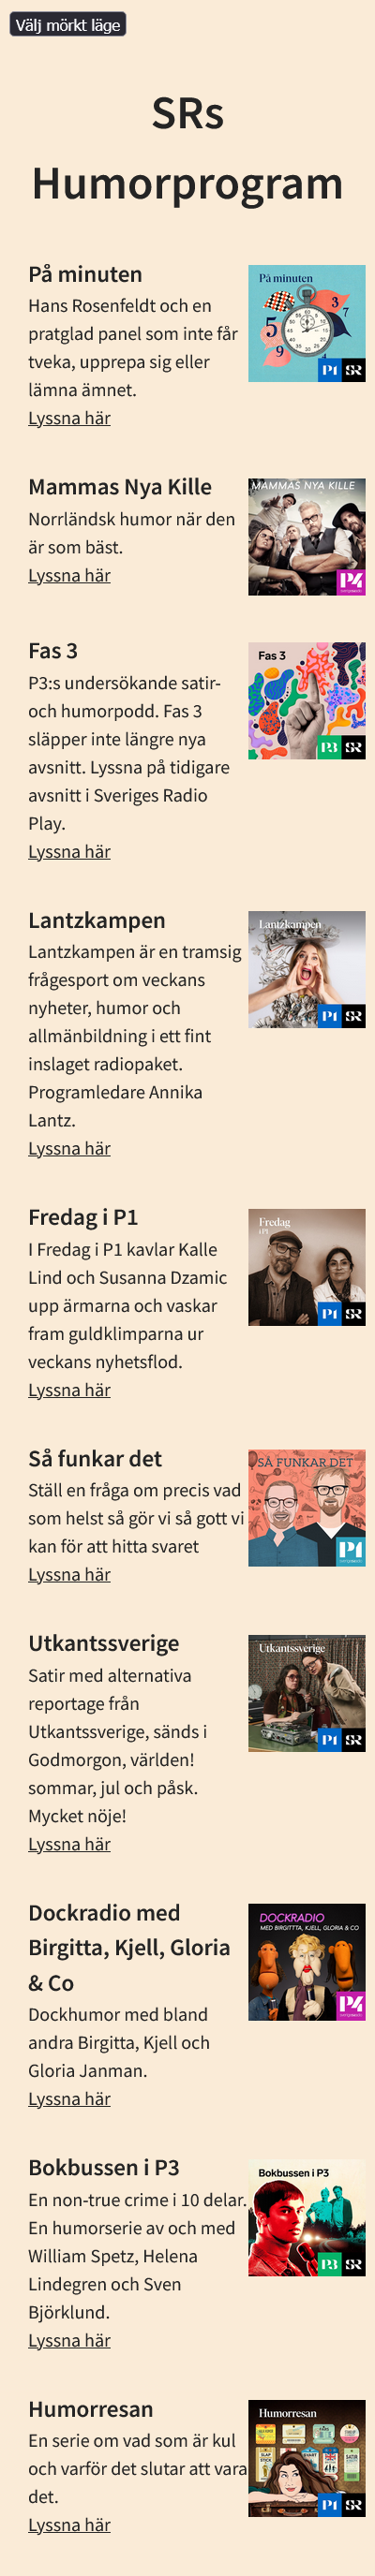 Välj mörkt läge
SRs
Humorprogram
På minuten
Hans Rosenfeldt och en
pratglad panel som inte får
tveka, upprepa sig eller
lämna ämnet.
Lyssna här
På minuten
3
7
5
9
4
P1 SR
Mammas Nya Kille
Norrländsk humor när den
är som bäst.
Lyssna här
MAMMAS NYA KILLE
P4
Fas 3
P3:s undersökande satir-
och humorpodd. Fas 3
släpper inte längre nya
avsnitt. Lyssna på tidigare
avsnitt i Sveriges Radio
Play.
Lyssna här
Fas 3
P3 SR
Lantzkampen
Lantzkampen är en tramsig
frågesport om veckans
nyheter, humor och
allmänbildning i ett fint
inslaget radiopaket.
Programledare Annika
Lantz.
Lyssna här
Lantzkampen
P1 SR
Fredag i P1
I Fredag i P1 kavlar Kalle
Lind och Susanna Dzamic
upp ärmarna och vaskar
fram guldklimparna ur
veckans nyhetsflod.
Lyssna här
Fredag
i P1
P1 SR
Så funkar det
Ställ en fråga om precis vad
som helst så gör vi så gott vi
kan för att hitta svaret
Lyssna här
SÅ FUNKAR DET
P1
Utkantssverige
Satir med alternativa
reportage från
Utkantssverige, sänds i
Godmorgon, världen!
sommar, jul och påsk.
Mycket nöje!
Lyssna här
Utkantssverige
P1 SR
Dockradio med
Birgitta, Kjell, Gloria
& Co
Dockhumor med bland
andra Birgitta, Kjell och
Gloria Janman.
Lyssna här
DOCKRADIO
MED BIRGITTTA, KJELL, GLORIA & CO
P4
Bokbussen i P3
En non-true crime i 10 delar.
En humorserie av och med
William Spetz, Helena
Lindegren och Sven
Björklund.
Lyssna här
Bokbussen i P3
P3 SR
Humorresan
En serie om vad som är kul
och varför det slutar att vara
det.
Lyssna här
Humorresan
P1 SR